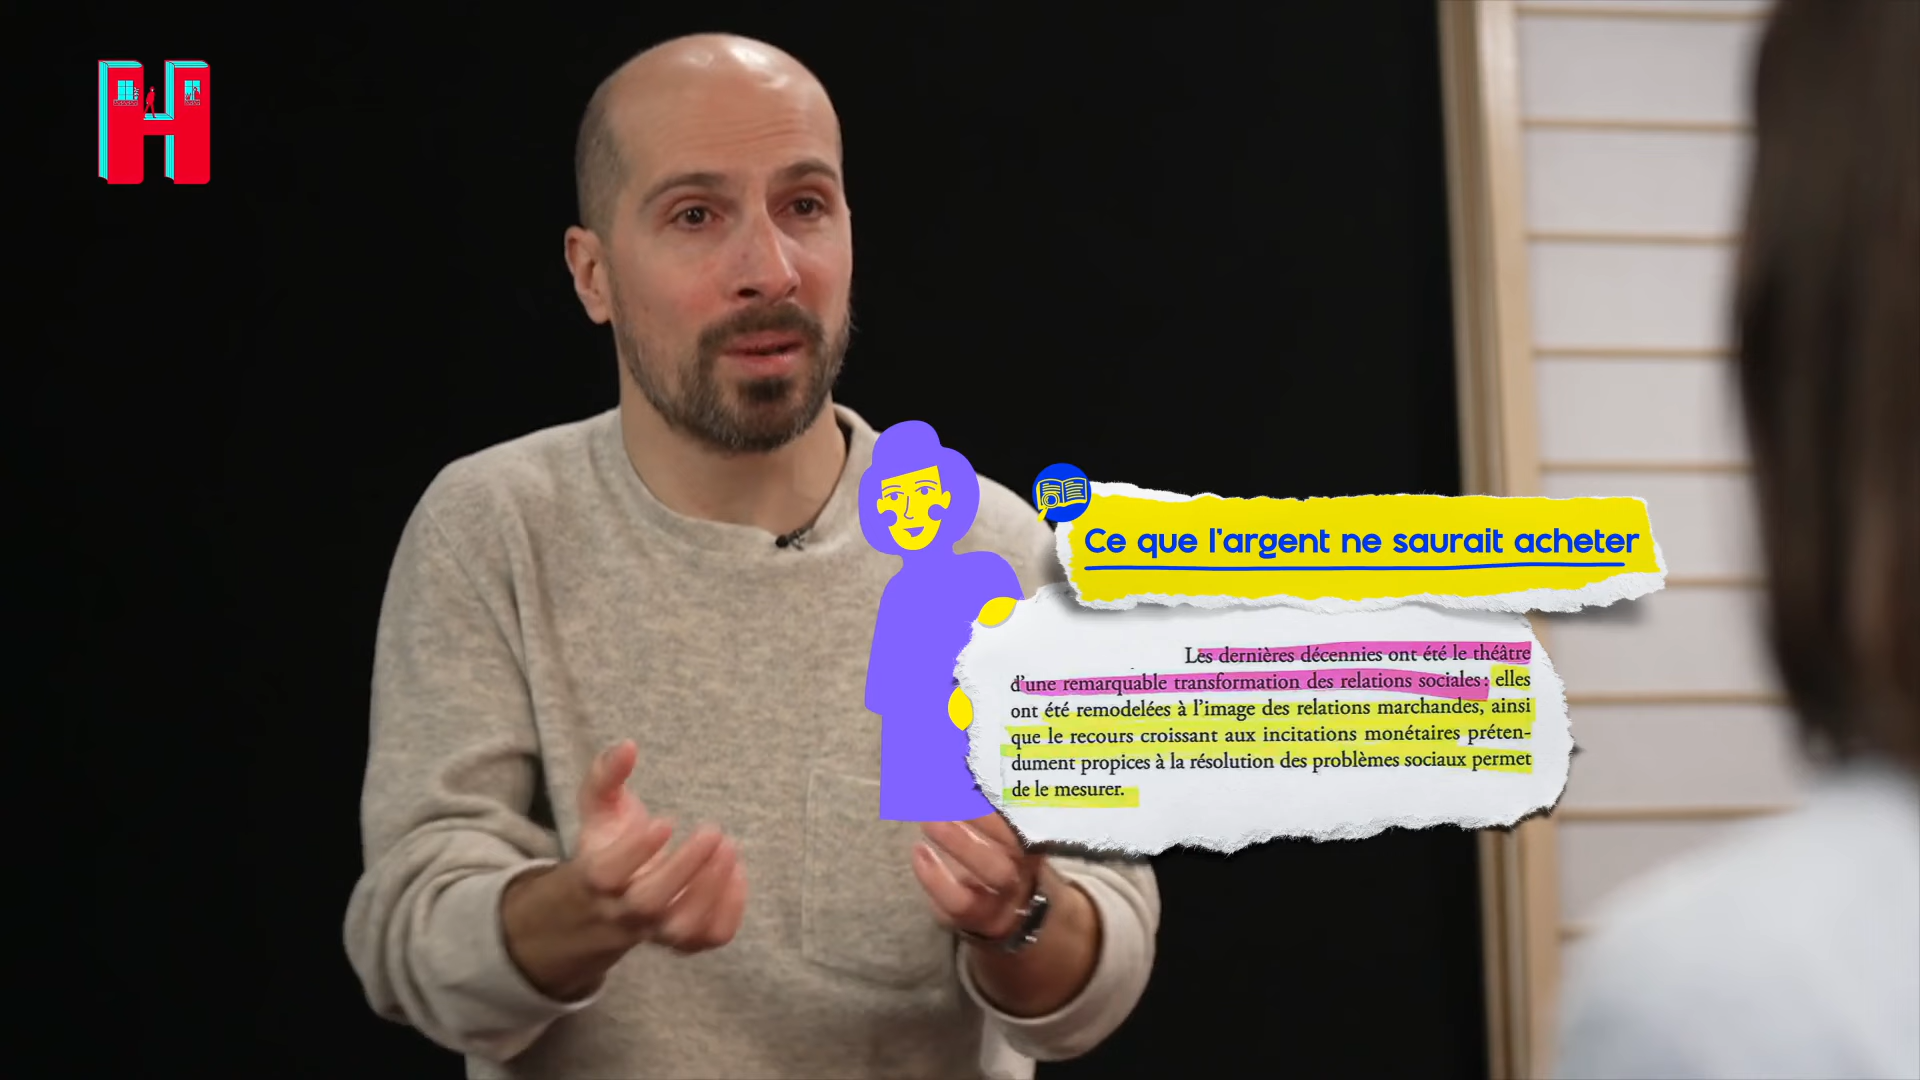 H
Ce que l'argent ne saurait acheter
Les dernières décennies ont été le théâtre
d'une remarquable transformation des relations sociales : elles
ont été remodelées à l'image des relations marchandes, ainsi
que le recours croissant aux incitations monétaires préten-
dument propices à la résolution des problèmes sociaux permet
de le mesurer.